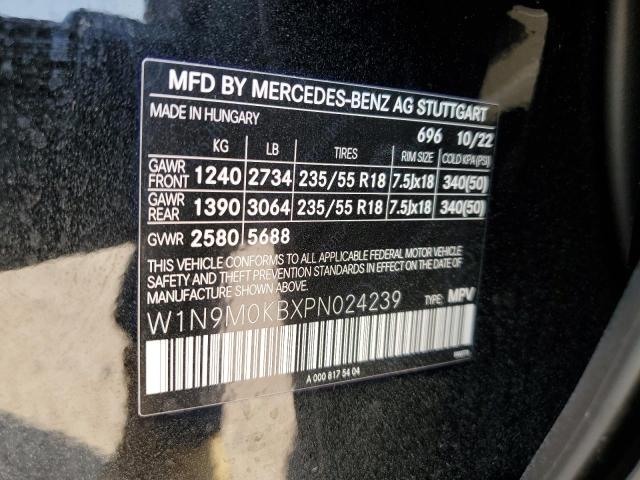 MFD BY MERCEDES-BENZ AG STUTTGART
MADE IN HUNGARY
696 10/22
KG LB TIRES RIM SIZE COLD KPA(PSI)
GAWR FRONT 1240 2734 235/55 R18 7.5Jx18 340(50)
GAWR REAR 1390 3064 235/55 R18 7.5Jx18 340(50)
GVWR 2580 5688
THIS VEHICLE CONFORMS TO ALL APPLICABLE FEDERAL MOTOR VEHICLE
SAFETY AND THEFT PREVENTION STANDARDS IN EFFECT ON THE DATE
OF MANUFACTURE SHOWN ABOVE.
W1N9M0KBXPN024239 TYPE: MPV
A 000 817 54 04